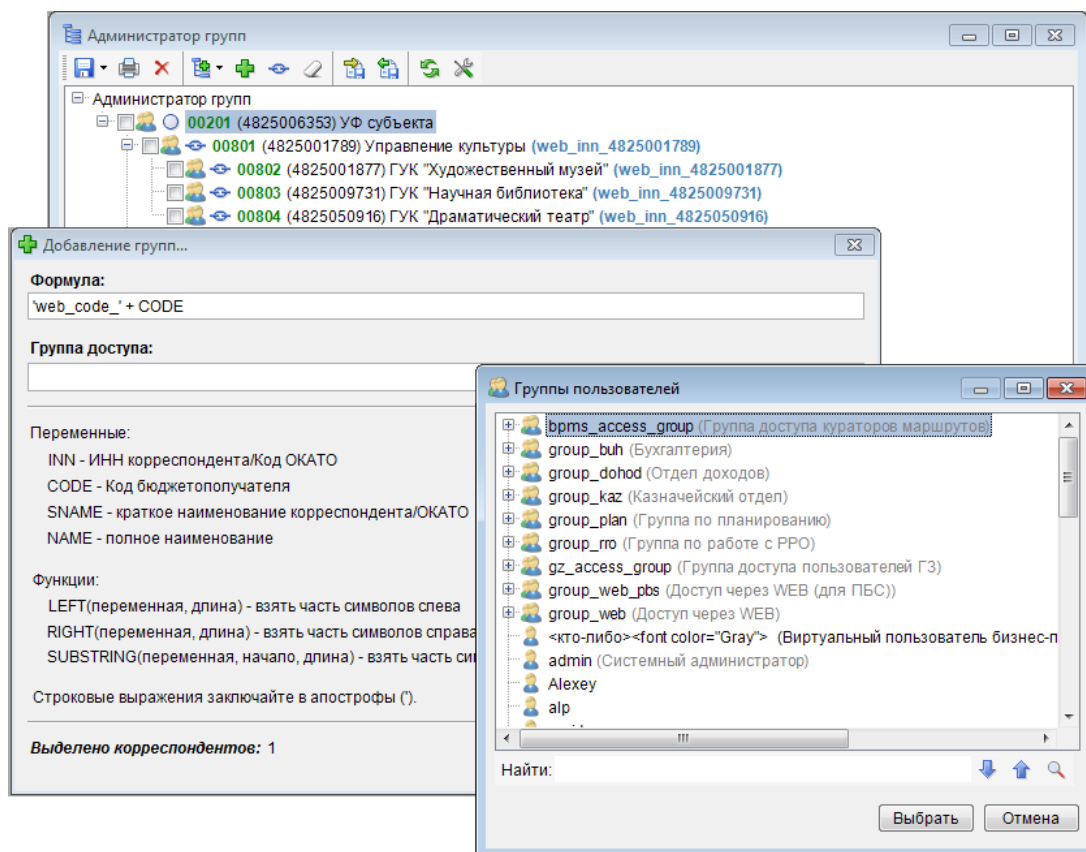 Администратор групп
Администратор групп
00201 (4825006353) УФ субъекта
00801 (4825001789) Управление культуры (web_inn_4825001789)
00802 (4825001877) ГУК "Художественный музей" (web_inn_4825001877)
00803 (4825009731) ГУК "Научная библиотека" (web_inn_4825009731)
00804 (4825050916) ГУК "Драматический театр" (web_inn_4825050916)
Добавление групп...
Формула:
'web_code_' + CODE
Группа доступа:
Переменные:
INN - ИНН корреспондента/Код ОКАТО
CODE - Код бюджетополучателя
SNAME - краткое наименование корреспондента/ОКАТО
NAME - полное наименование
Функции:
LEFT(переменная, длина) - взять часть символов слева
RIGHT(переменная, длина) - взять часть символов справа
SUBSTRING(переменная, начало, длина) - взять часть си
Строковые выражения заключайте в апострофы (').
Выделено корреспондентов: 1
Группы пользователей
bpms_access_group (Группа доступа кураторов маршрутов)
group_buh (Бухгалтерия)
group_dohod (Отдел доходов)
group_kaz (Казначейский отдел)
group_plan (Группа по планированию)
group_rro (Группа по работе с РРО)
gz_access_group (Группа доступа пользователей ГЗ)
group_web_pbs (Доступ через WEB (для ПБС))
group_web (Доступ через WEB)
<кто-либо><font color="Gray"> (Виртуальный пользователь бизнес-п
admin (Системный администратор)
Alexey
alp
Найти:
Выбрать Отмена